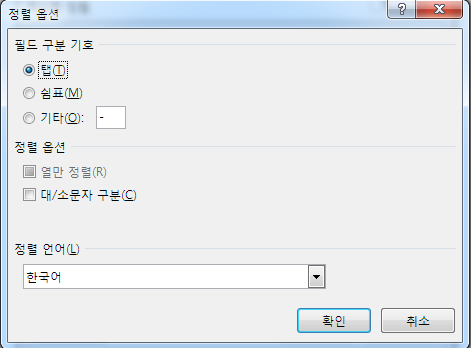 정렬 옵션
필드 구분 기호
탭(T)
쉼표(M)
기타(O): -
정렬 옵션
열만 정렬(R)
대/소문자 구분(C)
정렬 언어(L)
한국어
확인 취소